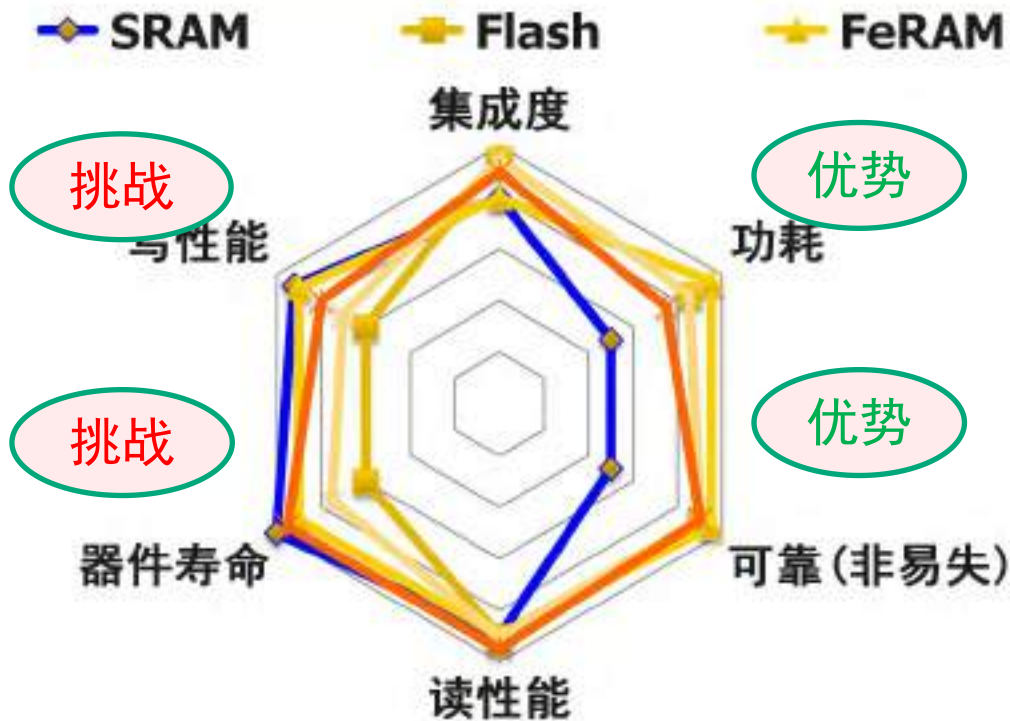 SRAM Flash FeRAM
集成度
挑战 优势
写性能 功耗
挑战 优势
器件寿命 可靠(非易失)
读性能